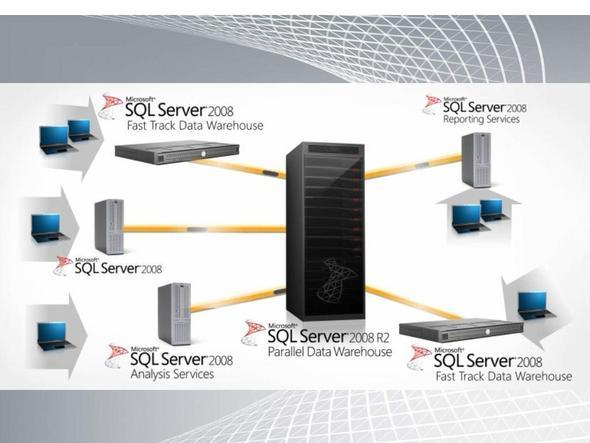 Microsoft®
SQL Server® 2008
Fast Track Data Warehouse
Microsoft®
SQL Server® 2008
Reporting Services
Microsoft®
SQL Server® 2008
Microsoft®
SQL Server® 2008
Analysis Services
Microsoft®
SQL Server® 2008 R2
Parallel Data Warehouse
Microsoft®
SQL Server® 2008
Fast Track Data Warehouse